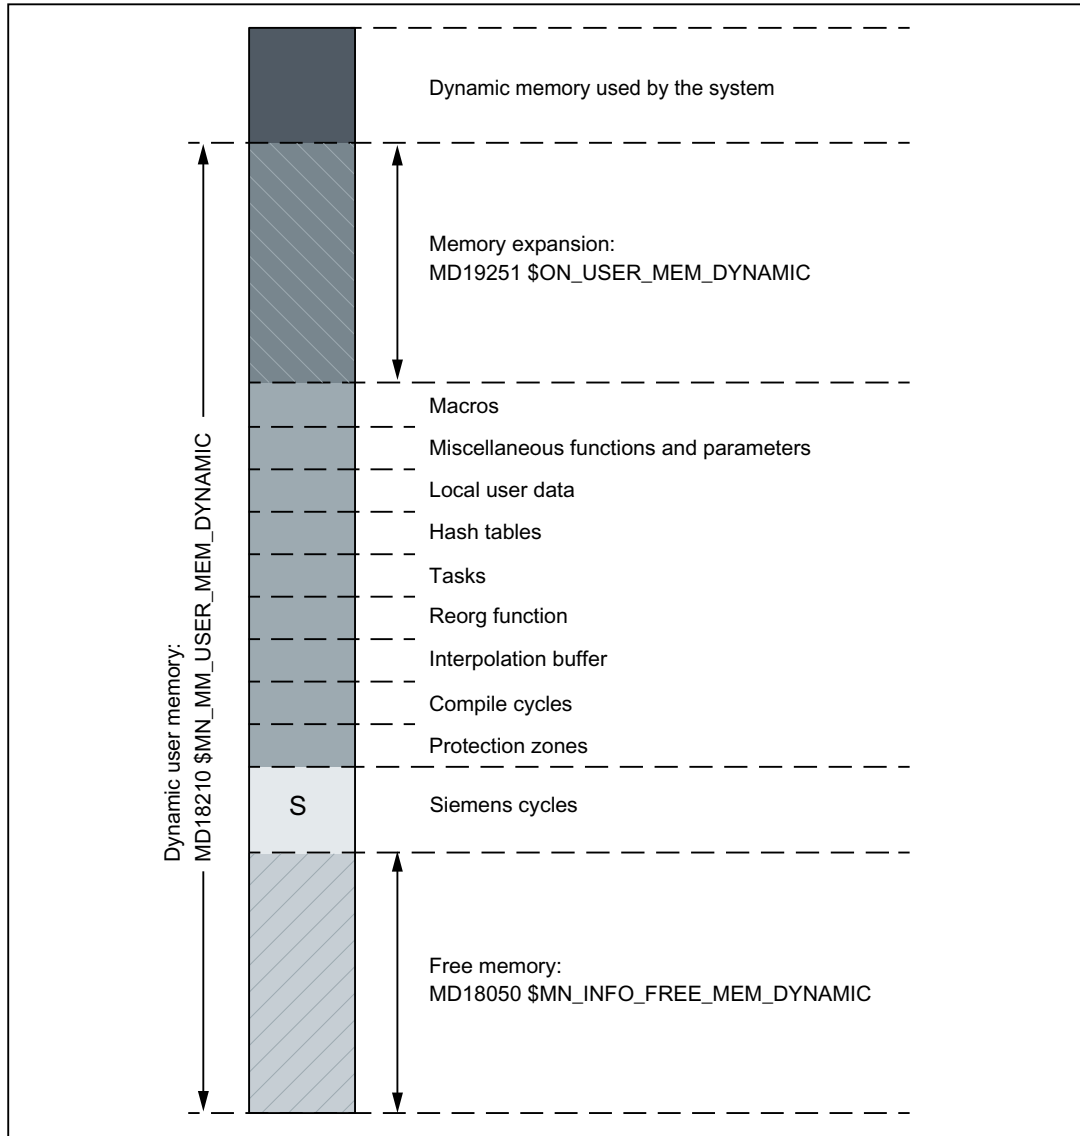 Dynamic memory used by the system
Memory expansion:
MD19251 $ON_USER_MEM_DYNAMIC
Macros
Miscellaneous functions and parameters
Local user data
Hash tables
Tasks
Reorg function
Interpolation buffer
Compile cycles
Protection zones
Dynamic user memory:
MD18210 $MN_MM_USER_MEM_DYNAMIC
S
Siemens cycles
Free memory:
MD18050 $MN_INFO_FREE_MEM_DYNAMIC